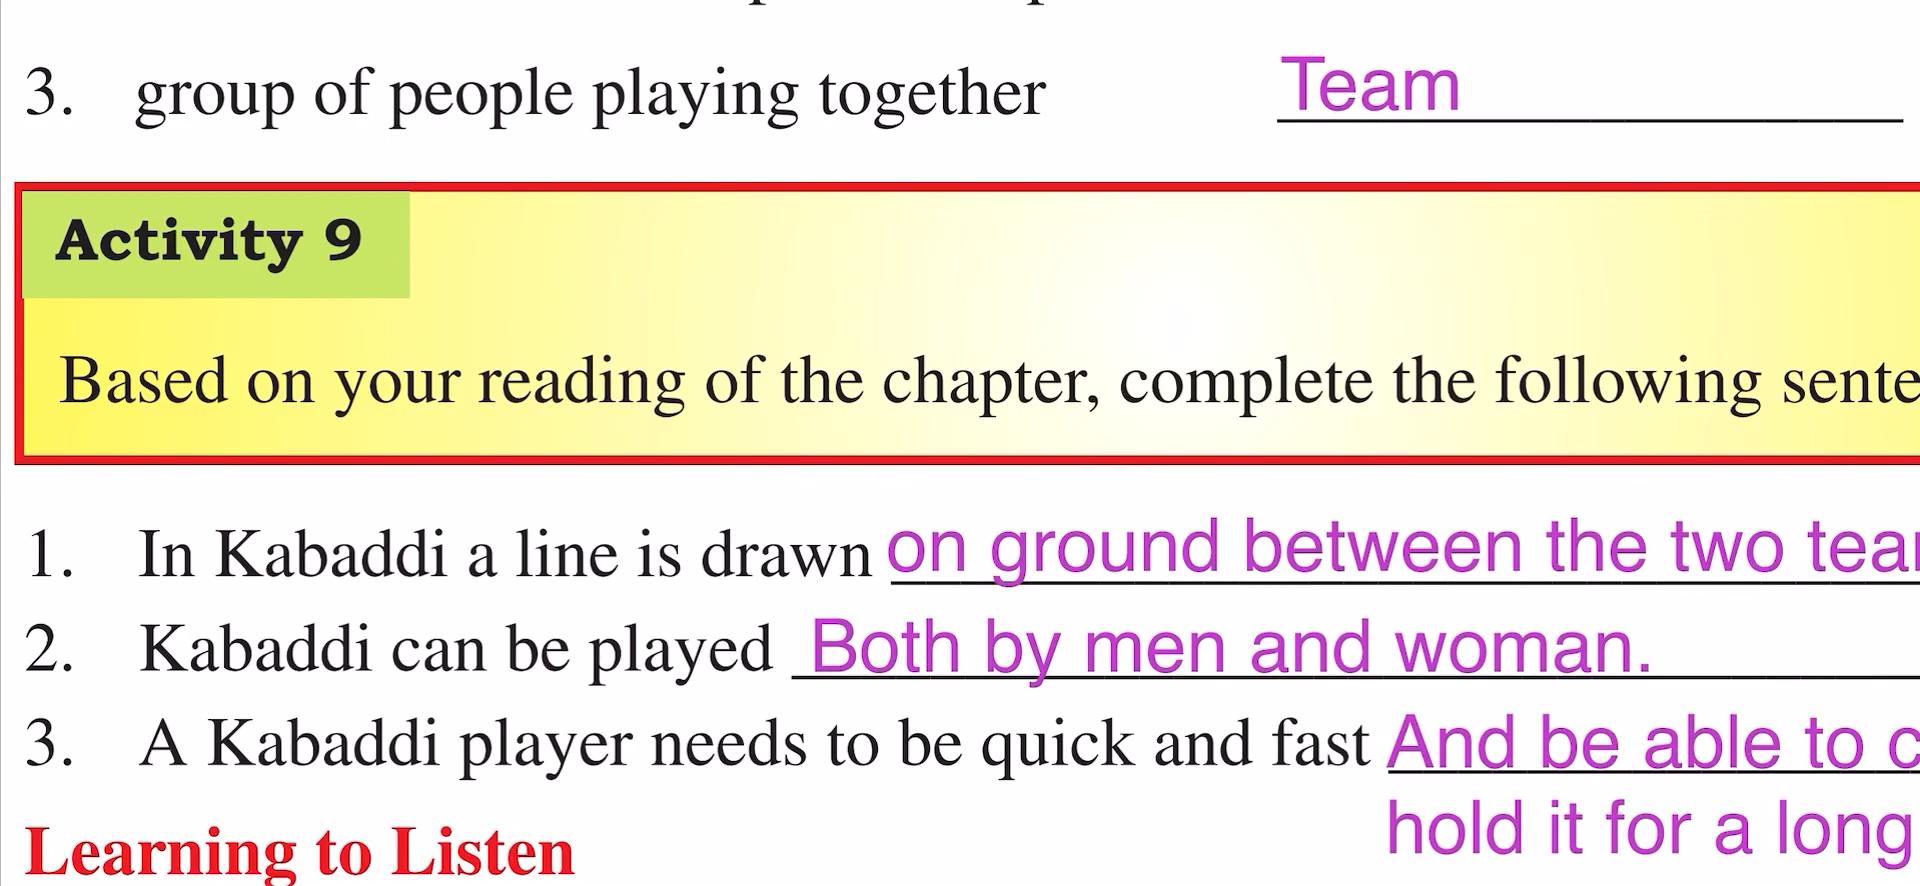 3. group of people playing together Team
Activity 9
Based on your reading of the chapter, complete the following
1. In Kabaddi a line is drawn on ground between the two
2. Kabaddi can be played Both by men and woman.
3. A Kabaddi player needs to be quick and fast And be able to
hold it for a long
Learning to Listen